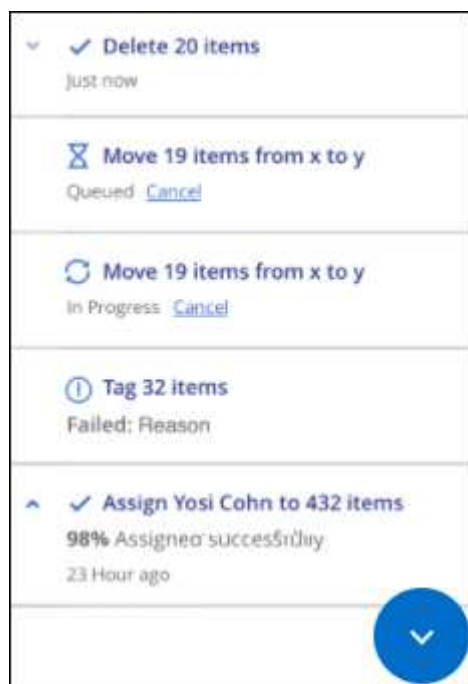 Delete 20 items
Just now
Move 19 items from x to y
Queued Cancel
Move 19 items from x to y
In Progress Cancel
Tag 32 items
Failed: Reason
Assign Yosi Cohn to 432 items
98% Assigned
23 Hour ago